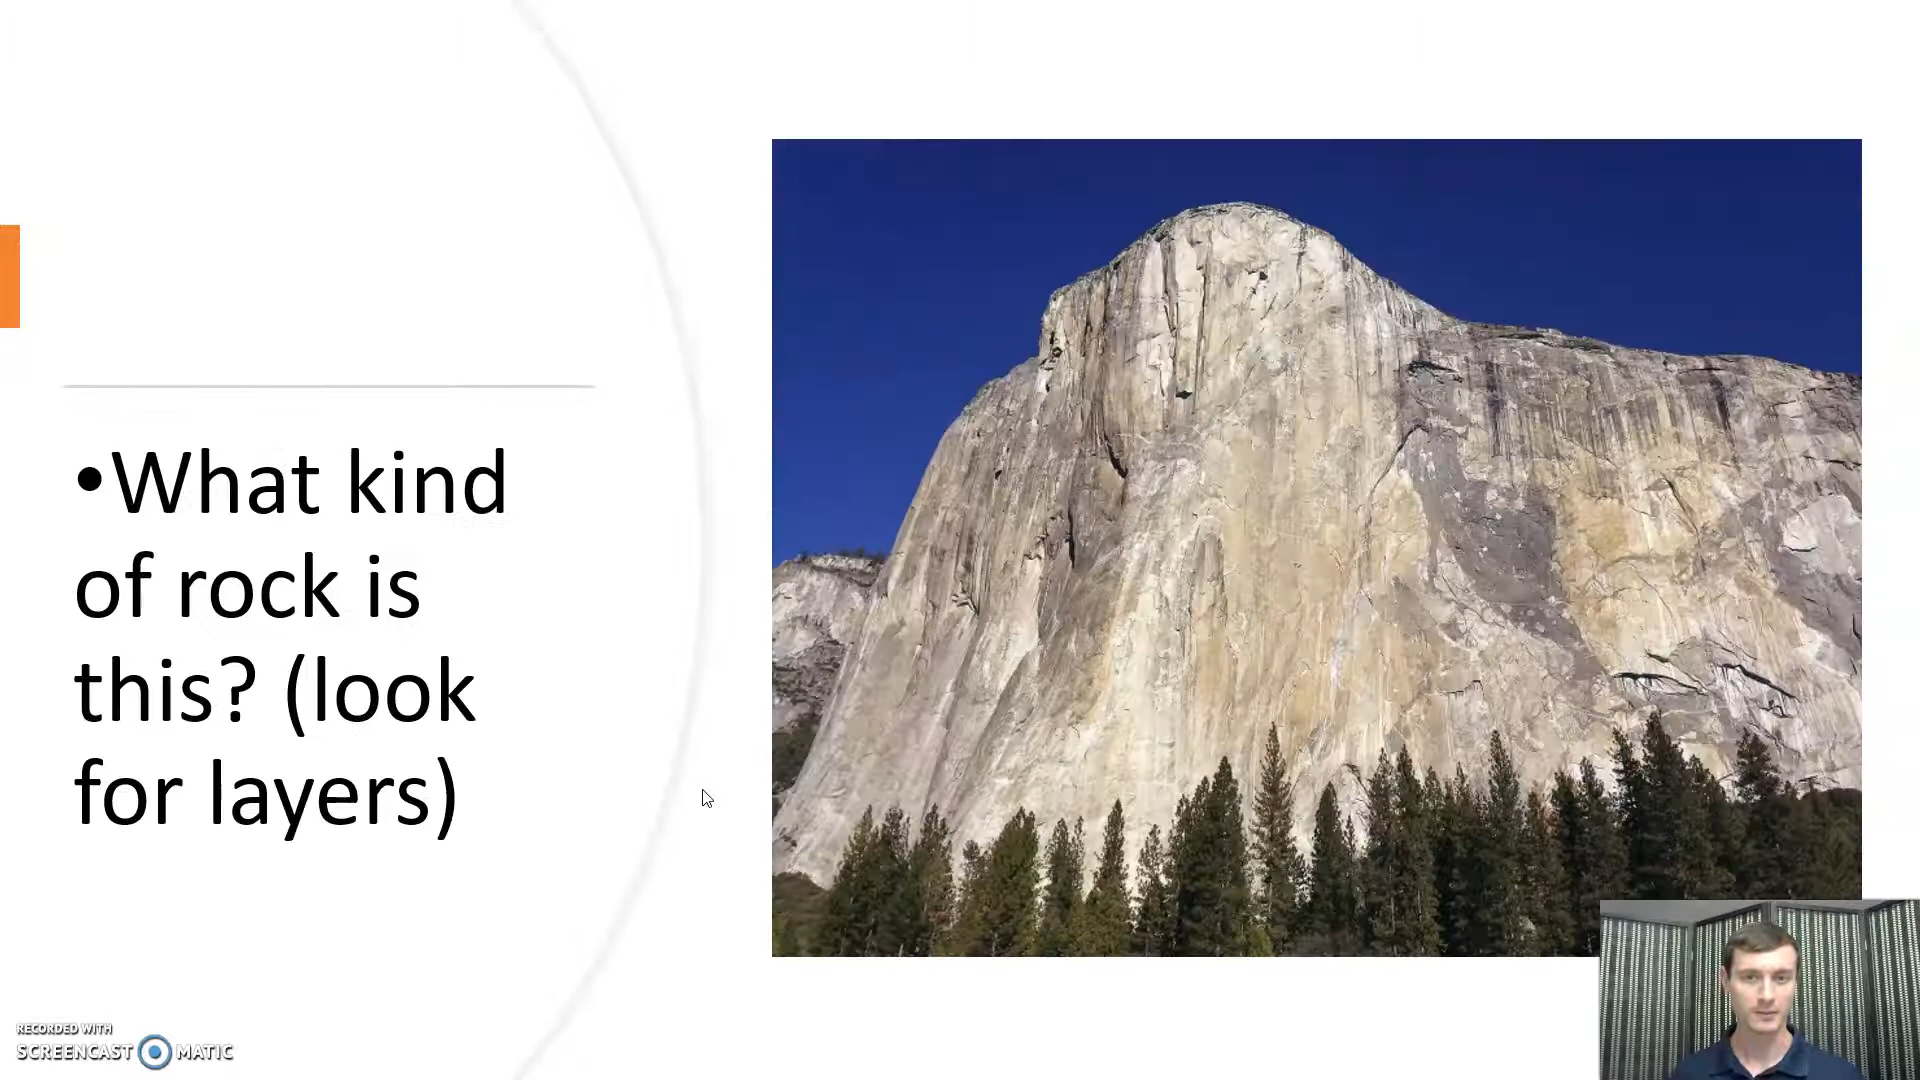 •What kind
of rock is
this? (look
for layers)
RECORDED WITH
SCREENCAST MATIC